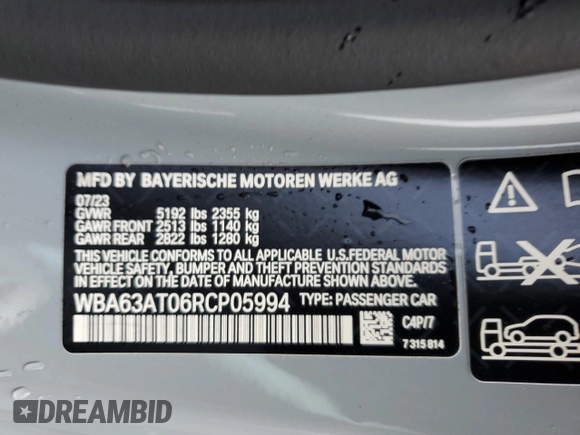 MFD BY BAYERISCHE MOTOREN WERKE AG
07/23
GVWR 5192 lbs 2355 kg
GAWR FRONT 2513 lbs 1140 kg
GAWR REAR 2822 lbs 1280 kg
THIS VEHICLE CONFORMS TO ALL APPLICABLE U.S.FEDERAL MOTOR
VEHICLE SAFETY, BUMPER AND THEFT PREVENTION STANDARDS
IN EFFECT ON THE DATE OF MANUFACTURE SHOWN ABOVE.
WBA63AT06RCP05994 TYPE: PASSENGER CAR
C4P/7
7 315 814
DREAMBID